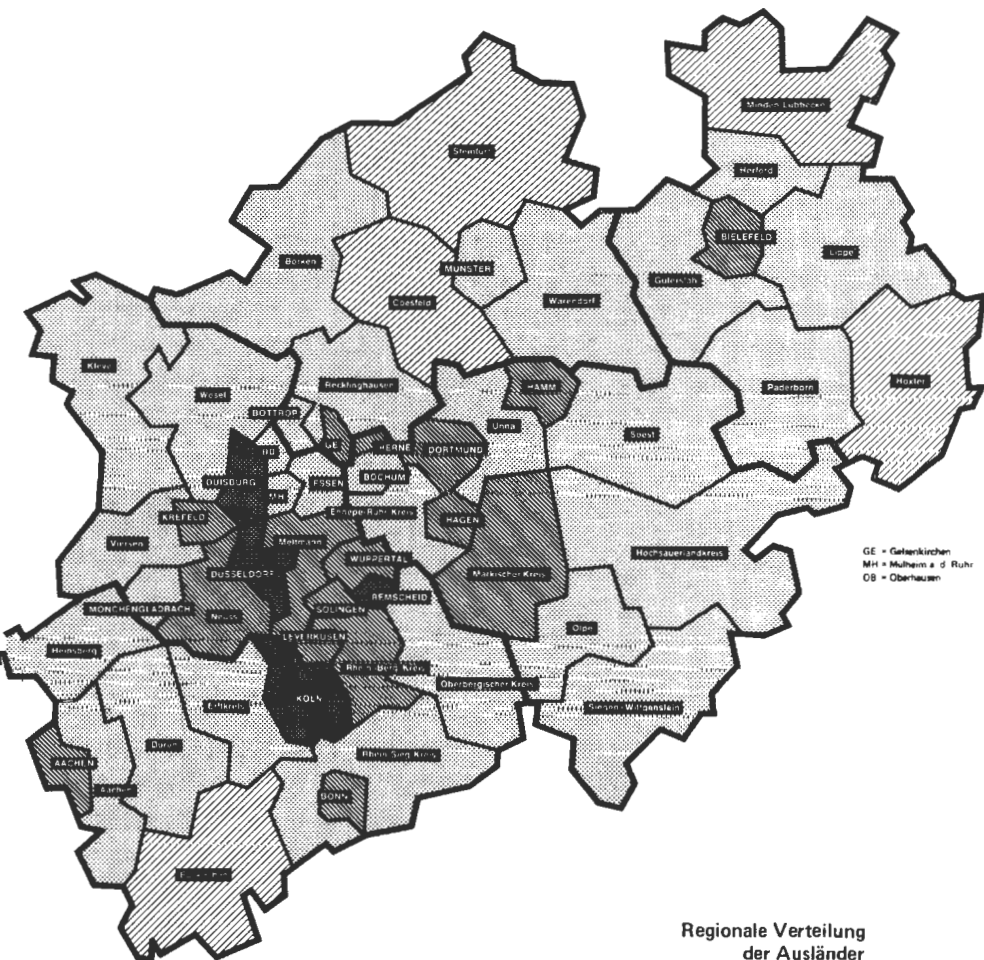 Minden-Lübbecke
Steinfurt
Herford
BIELEFELD
Lippe
Borken
MÜNSTER
Gütersloh
Coesfeld
Warendorf
Kleve
Wesel
Recklinghausen
HAMM
Paderborn
Höxter
BOTTROP
Unna
Soest
GE
HERNE
DORTMUND
OB
DUISBURG
ESSEN
BOCHUM
MH
KREFELD
Ennepe-Ruhr-Kreis
HAGEN
Viersen
Mettmann
Hochsauerlandkreis
WUPPERTAL
DÜSSELDORF
Märkischer Kreis
REMSCHEID
MÖNCHENGLADBACH
Neuss
SOLINGEN
Olpe
LEVERKUSEN
Heinsberg
Rhein.-Berg.-Kreis
Oberbergischer Kreis
KÖLN
Erftkreis
Siegen-Wittgenstein
Düren
Rhein-Sieg-Kreis
AACHEN
Aachen
BONN
Euskirchen
GE = Gelsenkirchen
MH = Mülheim a. d. Ruhr
OB = Oberhausen
Regionale Verteilung
der Ausländer